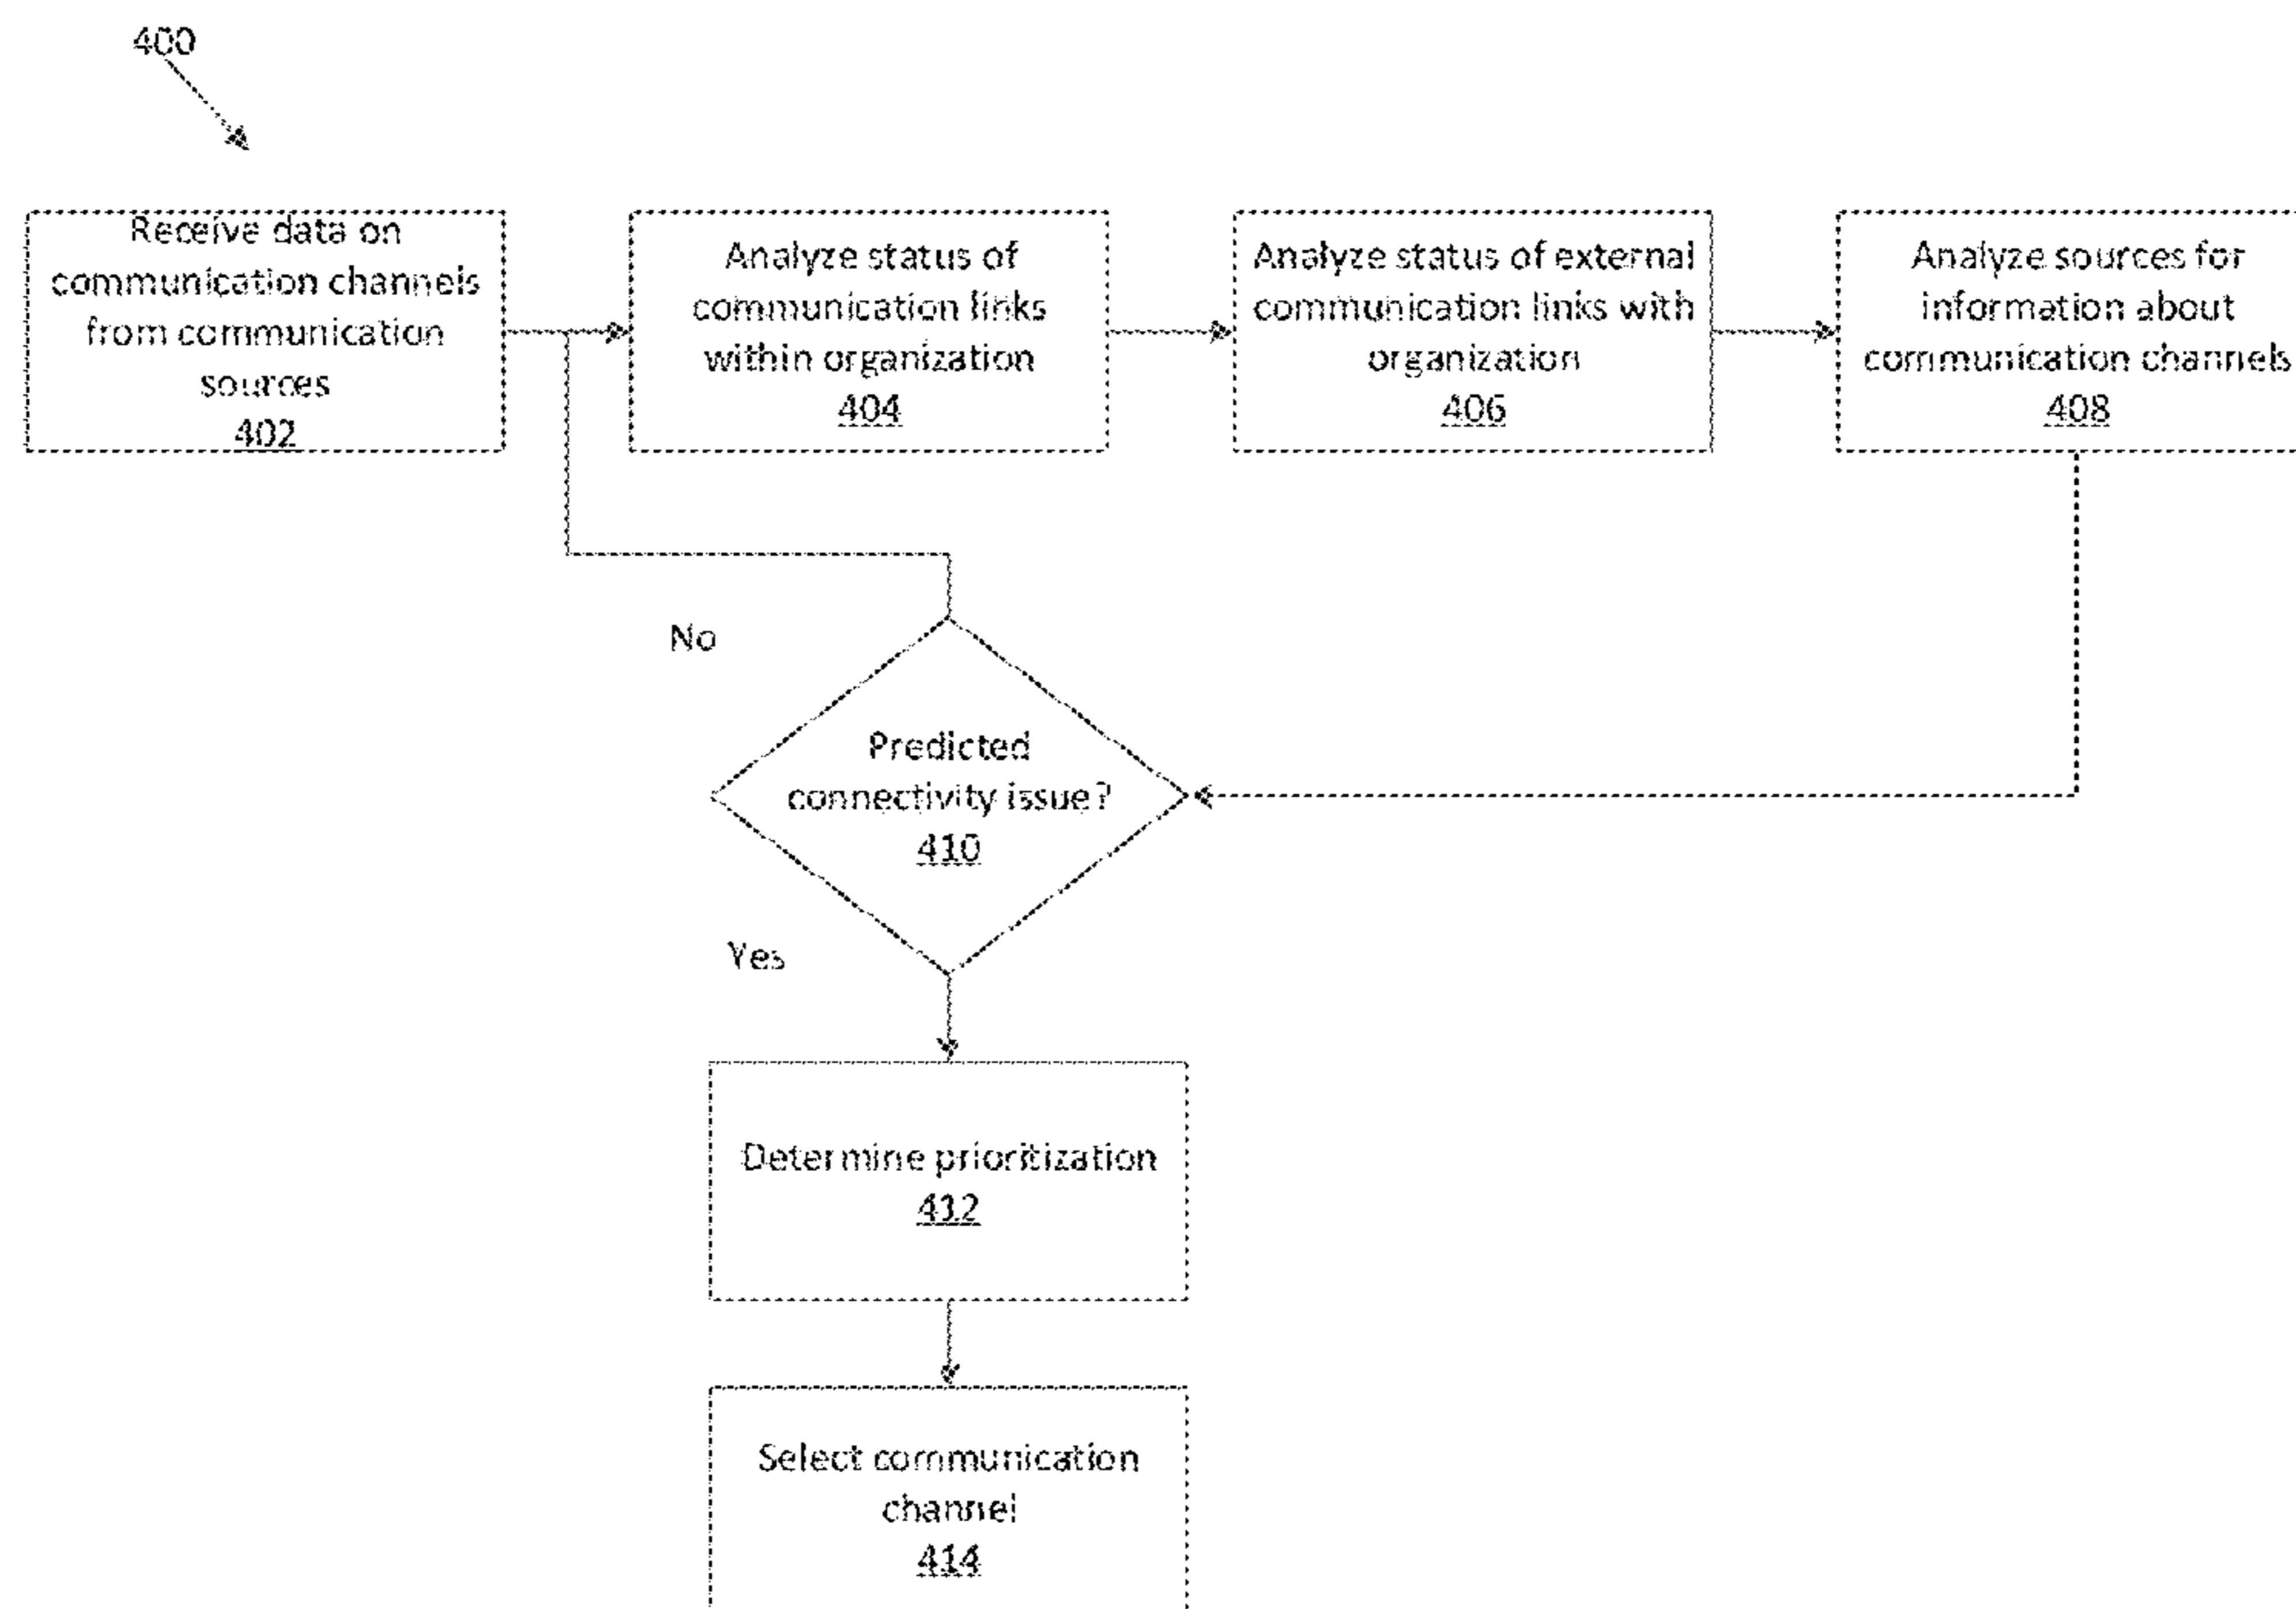 400
Receive data on
communication channels
from communication
sources
402
Analyze status of
communication links
within organization
404
Analyze status of external
communication links with
organization
406
Analyze sources for
information about
communication channels
408
No
Predicted
connectivity issue?
410
Yes
Determine prioritization
412
Select communication
channel
414